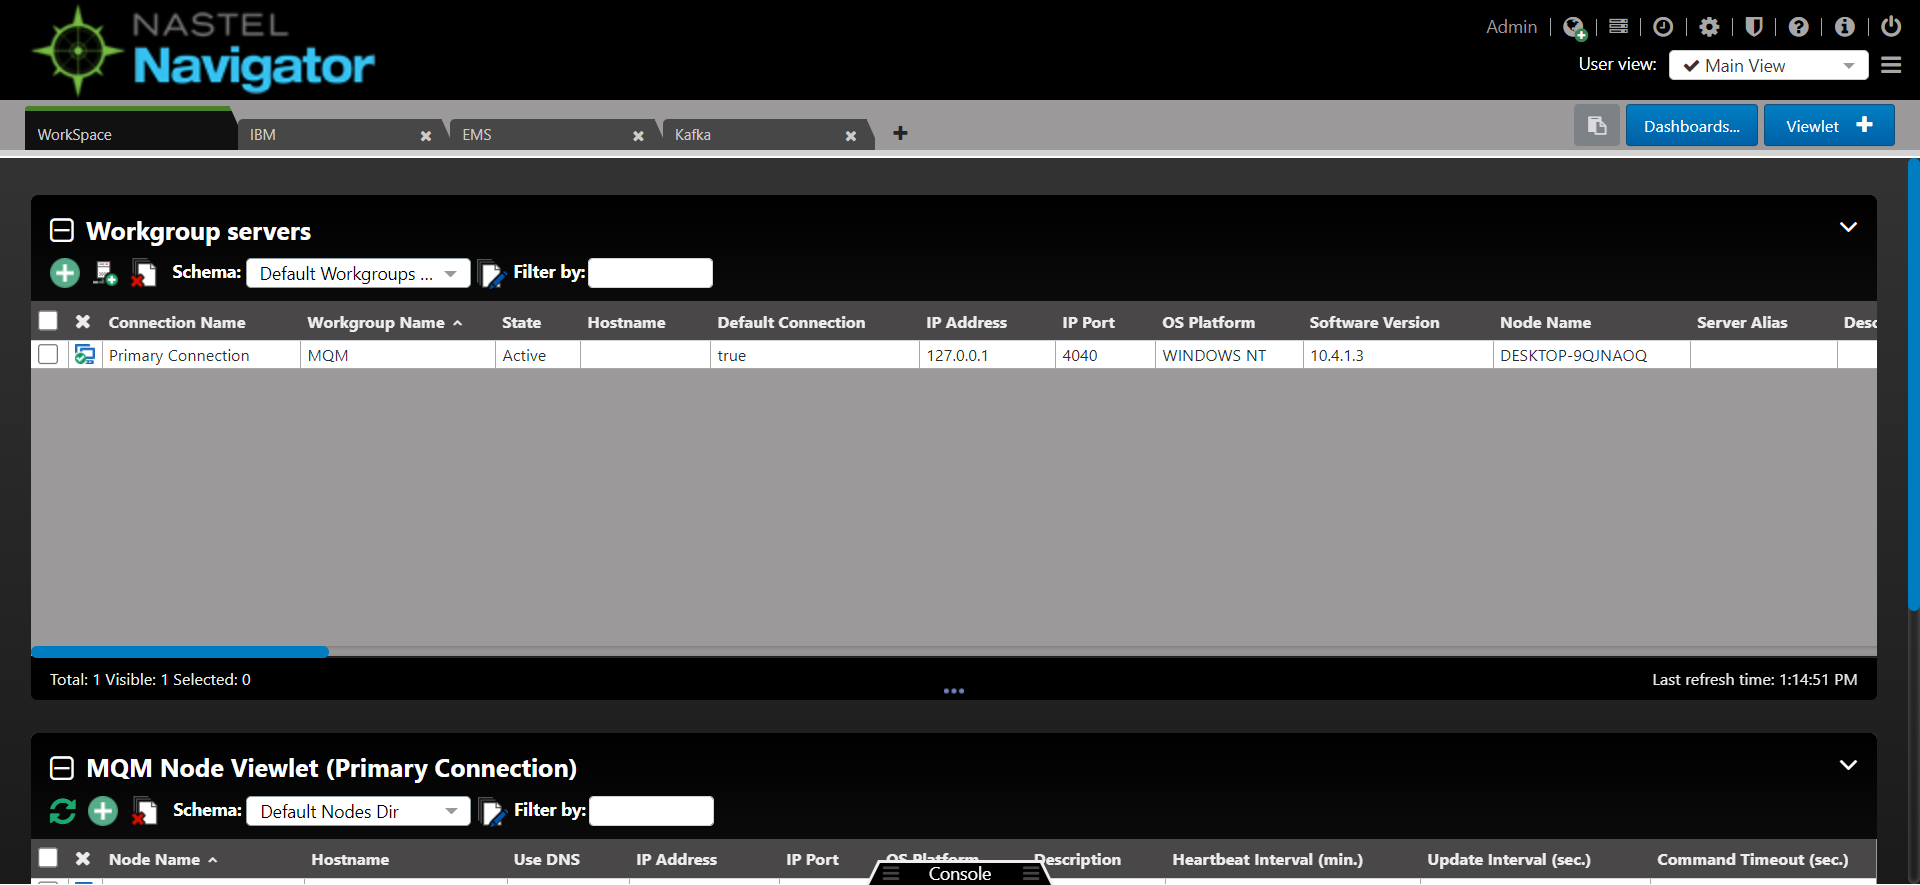 NASTEL
Navigator
Admin
User view: Main View
WorkSpace IBM EMS Kafka
Dashboards... Viewlet
Workgroup servers
Schema: Default Workgroups ... Filter by:
Connection Name Workgroup Name State Hostname Default Connection IP Address IP Port OS Platform Software Version Node Name Server Alias Desc
Primary Connection MQM Active true 127.0.0.1 4040 WINDOWS NT 10.4.1.3 DESKTOP-9QJNAOQ
Total: 1 Visible: 1 Selected: 0
Last refresh time: 1:14:51 PM
MQM Node Viewlet (Primary Connection)
Schema: Default Nodes Dir Filter by:
Node Name Hostname Use DNS IP Address IP Port OS Platform Description Heartbeat Interval (min.) Update Interval (sec.) Command Timeout (sec.)
Console